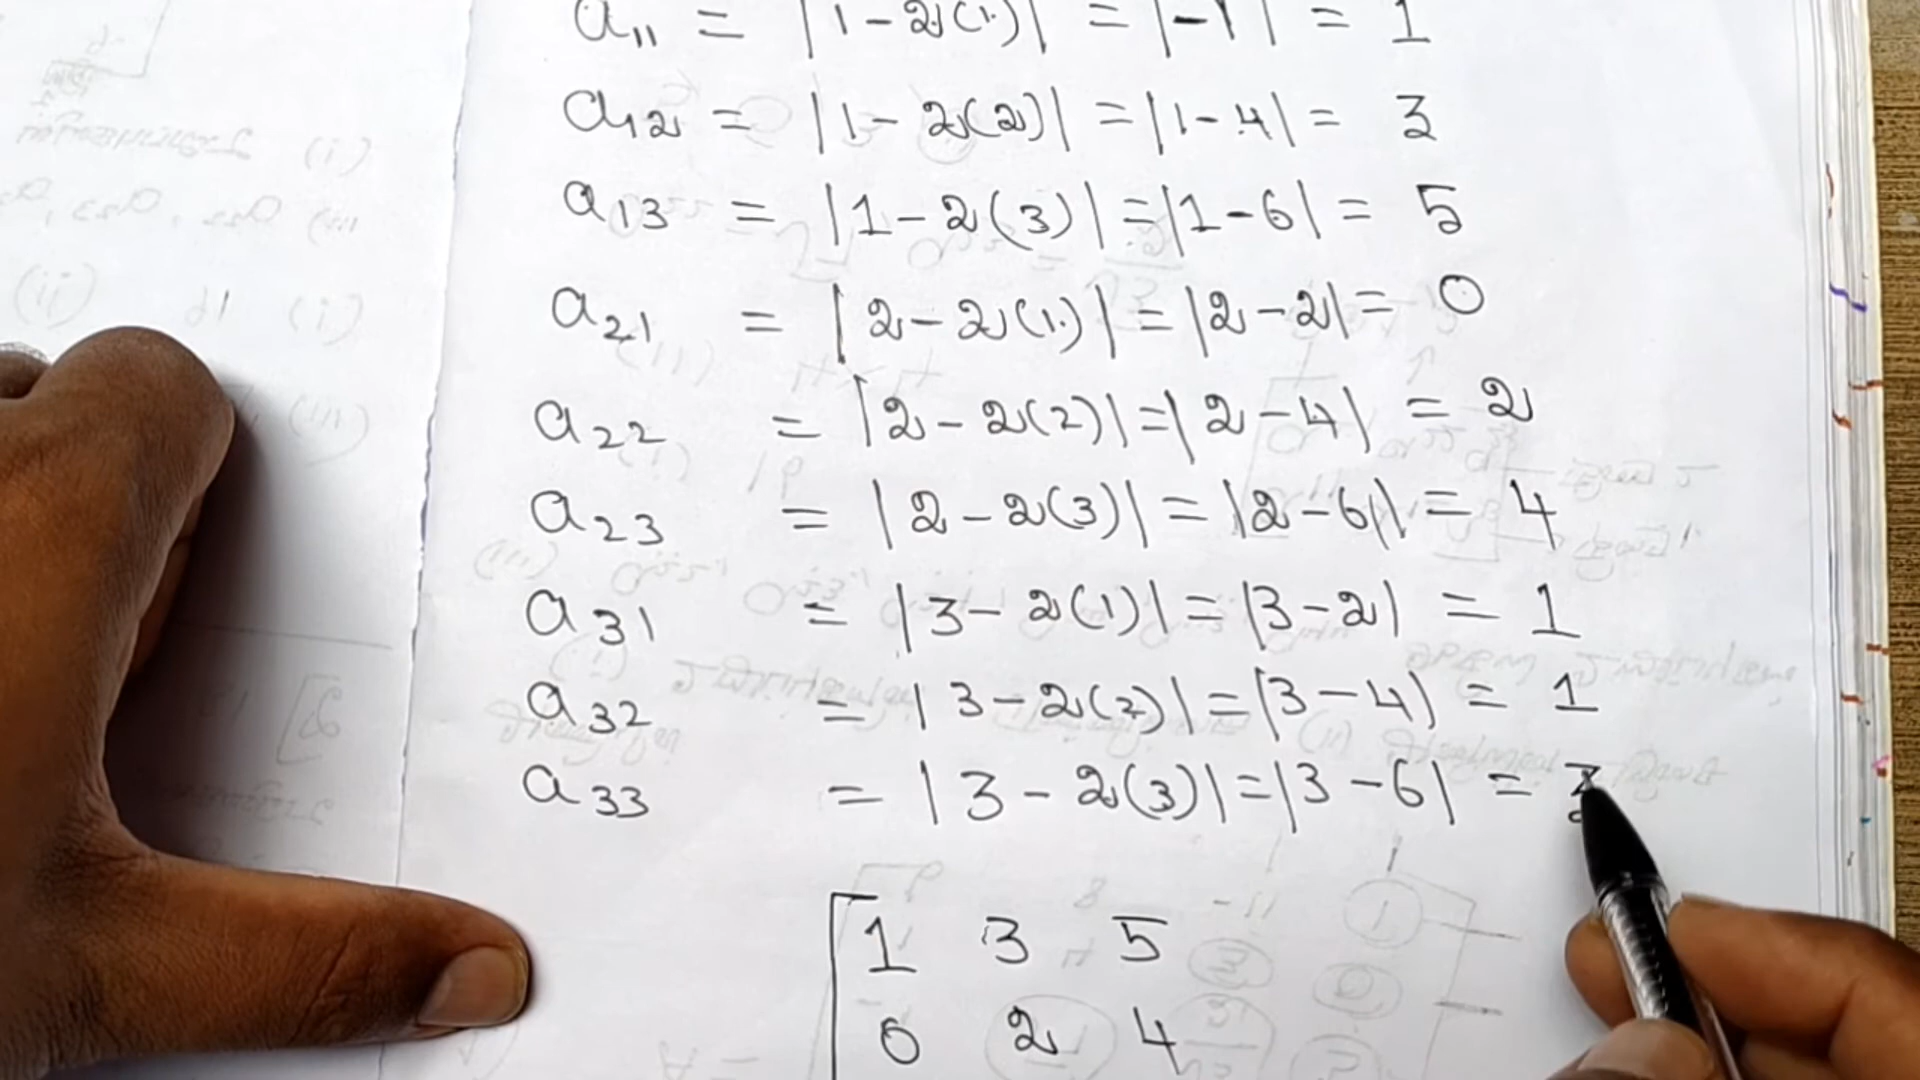 a11 = |1-2(1)| = |-1| = 1
a12 = |1-2(2)| = |1-4| = 3
a13 = |1-2(3)| = |1-6| = 5
a21 = |2-2(1)| = |2-2| = 0
a22 = |2-2(2)| = |2-4| = 2
a23 = |2-2(3)| = |2-6| = 4
a31 = |3-2(1)| = |3-2| = 1
a32 = |3-2(2)| = |3-4| = 1
a33 = |3-2(3)| = |3-6| = 3
1 3 5
0 2 4